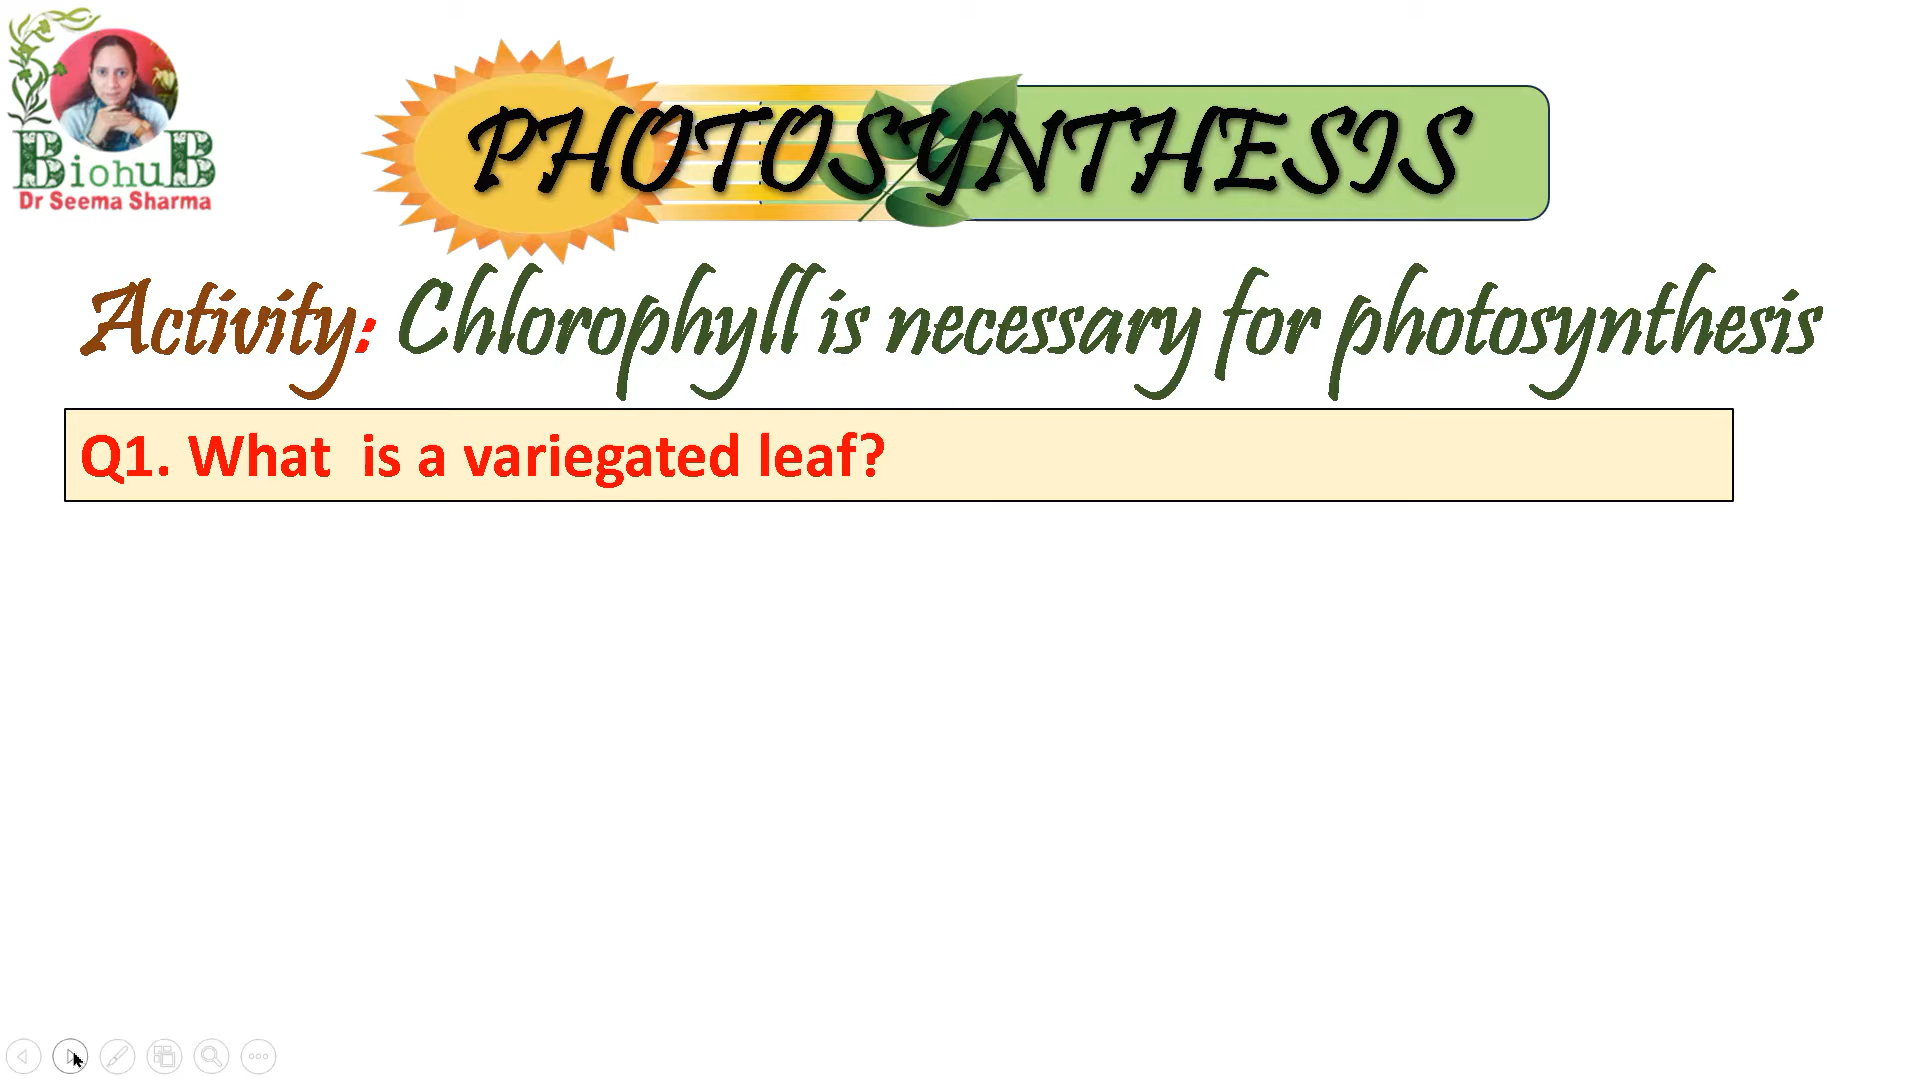 BiohuB
Dr Seema Sharma
PHOTOSYNTHESIS
Activity: Chlorophyll is necessary for photosynthesis
Q1. What  is a variegated leaf?